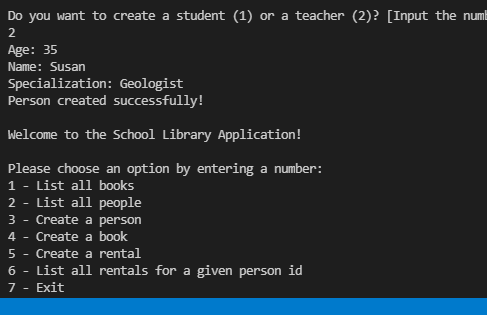 Do you want to create a student (1) or a teacher (2)? [Input the
2
Age: 35
Name: Susan
Specialization: Geologist
Person created successfully!
Welcome to the School Library Application!
Please choose an option by entering a number:
1 - List all books
2 - List all people
3 - Create a person
4 - Create a book
5 - Create a rental
6 - List all rentals for a given person id
7 - Exit